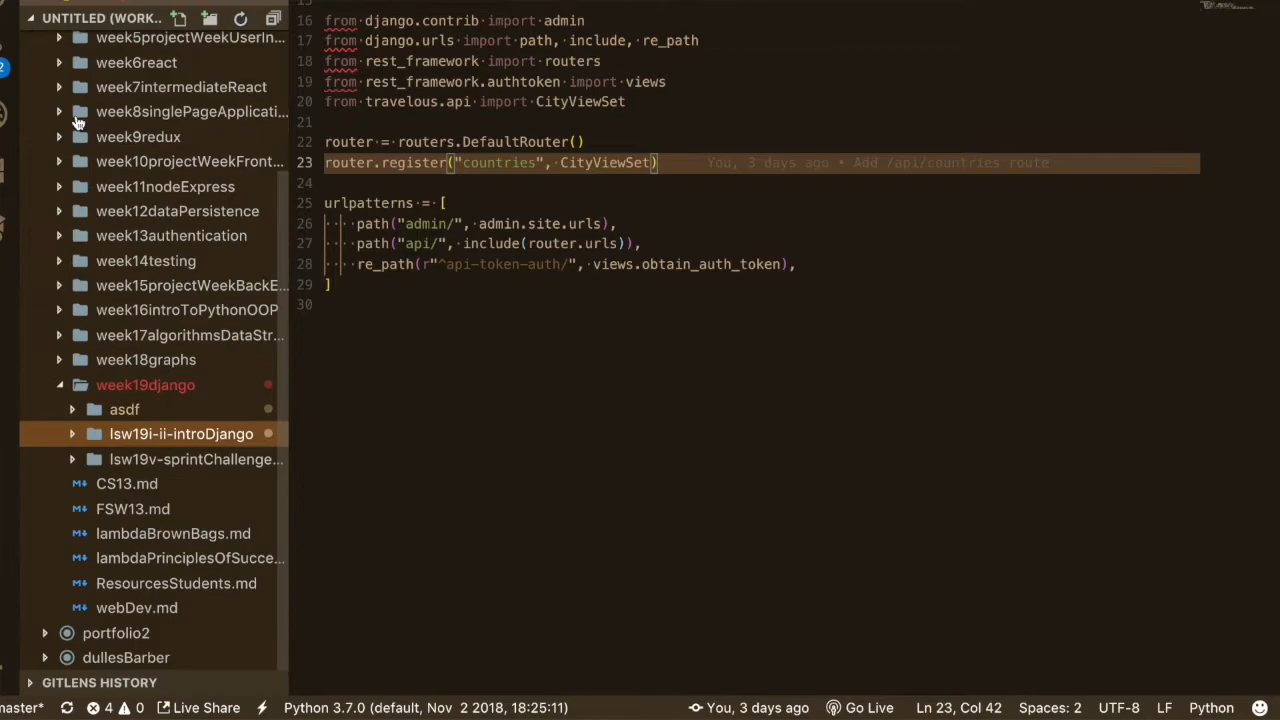 UNTITLED (WORK...
week5projectWeekUserIn...
week6react
week7intermediateReact
week8singlePageApplicati...
week9redux
week10projectWeekFront...
week11nodeExpress
week12dataPersistence
week13authentication
week14testing
week15projectWeekBackE...
week16introToPythonOOP
week17algorithmsDataStr...
week18graphs
week19django
asdf
lsw19i-ii-introDjango
lsw19v-sprintChallenge...
CS13.md
FSW13.md
lambdaBrownBags.md
lambdaPrinciplesOfSucce...
ResourcesStudents.md
webDev.md
portfolio2
dullesBarber
GITLENS HISTORY
2
16 from django.contrib import admin
17 from django.urls import path, include, re_path
18 from rest_framework import routers
19 from rest_framework.authtoken import views
20 from travelous.api import CityViewSet
21
22 router = routers.DefaultRouter()
23 router.register("countries", CityViewSet) You, 3 days ago • Add /api/countries route
24
25 urlpatterns = [
26 path("admin/", admin.site.urls),
27 path("api/", include(router.urls)),
28 re_path(r"^api-token-auth/", views.obtain_auth_token),
29 ]
30
master* 4 0 Live Share Python 3.7.0 (default, Nov 2 2018, 18:25:11) You, 3 days ago Go Live Ln 23, Col 42 Spaces: 2 UTF-8 LF Python